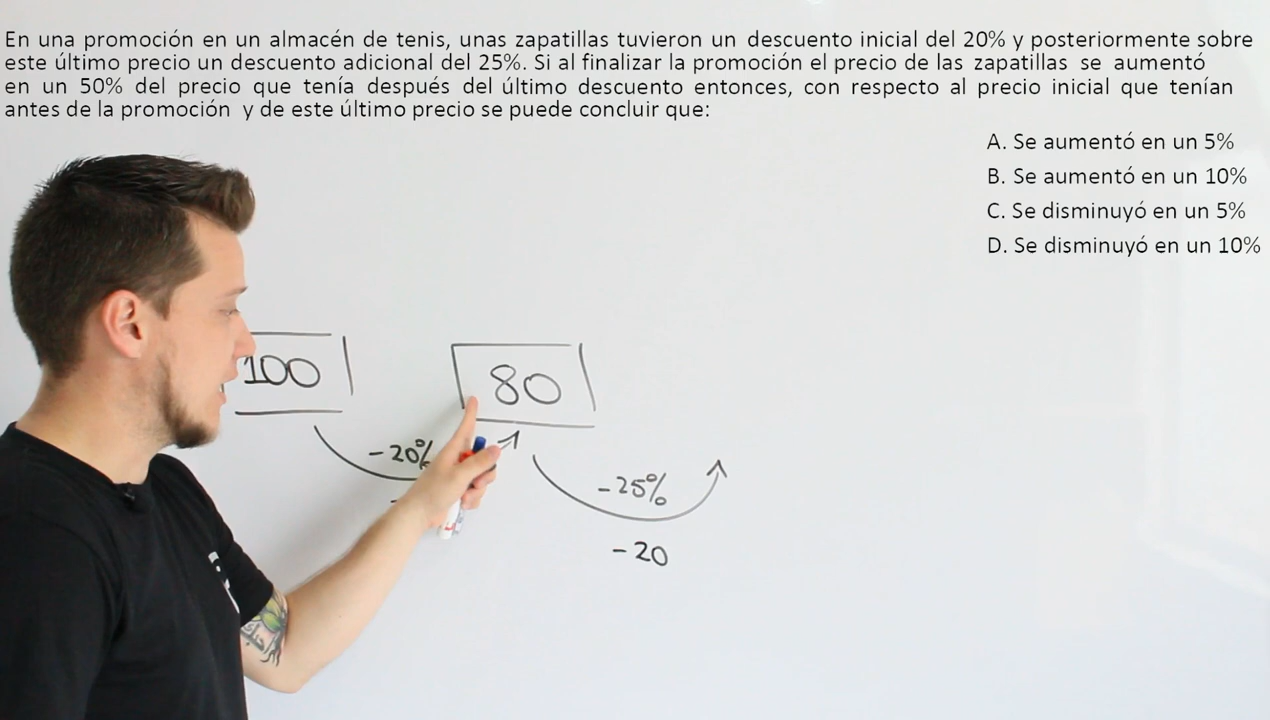 En una promoción en un almacén de tenis, unas zapatillas tuvieron un descuento inicial del 20% y posteriormente sobre
este último precio un descuento adicional del 25%. Si al finalizar la promoción el precio de las zapatillas se aumentó
en un 50% del precio que tenía después del último descuento entonces, con respecto al precio inicial que tenían
antes de la promoción y de este último precio se puede concluir que:
A. Se aumentó en un 5%
B. Se aumentó en un 10%
C. Se disminuyó en un 5%
D. Se disminuyó en un 10%
100
80
-20%
-25%
-20